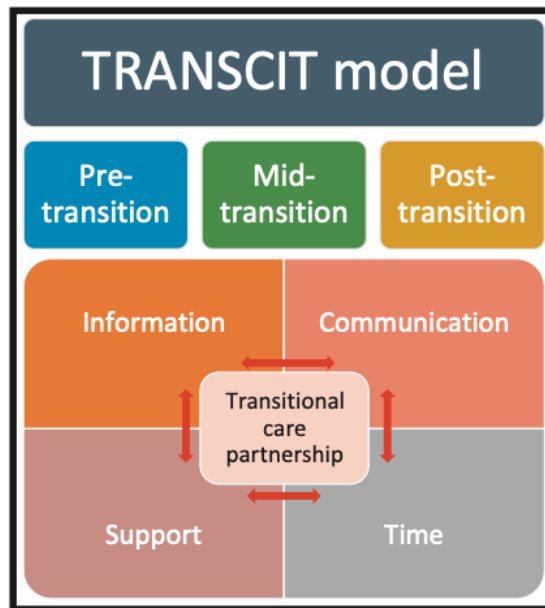 TRANSCIT model
Pre-
transition
Mid-
transition
Post-
transition
Information
Communication
Transitional
care
partnership
Support
Time